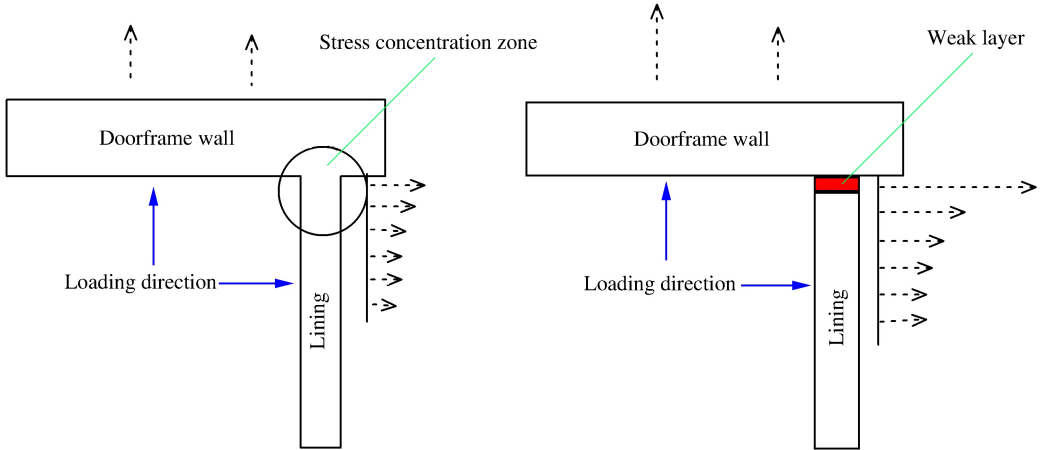 Stress concentration zone
Doorframe wall
Loading direction
Lining
Weak layer
Doorframe wall
Loading direction
Lining